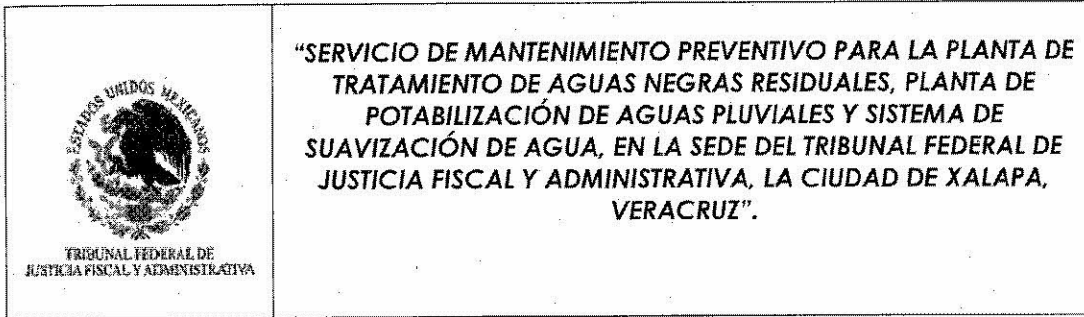 ESTADOS UNIDOS MEXICANOS
TRIBUNAL FEDERAL DE
JUSTICIA FISCAL Y ADMINISTRATIVA
"SERVICIO DE MANTENIMIENTO PREVENTIVO PARA LA PLANTA DE
TRATAMIENTO DE AGUAS NEGRAS RESIDUALES, PLANTA DE
POTABILIZACIÓN DE AGUAS PLUVIALES Y SISTEMA DE
SUAVIZACIÓN DE AGUA, EN LA SEDE DEL TRIBUNAL FEDERAL DE
JUSTICIA FISCAL Y ADMINISTRATIVA, LA CIUDAD DE XALAPA,
VERACRUZ".